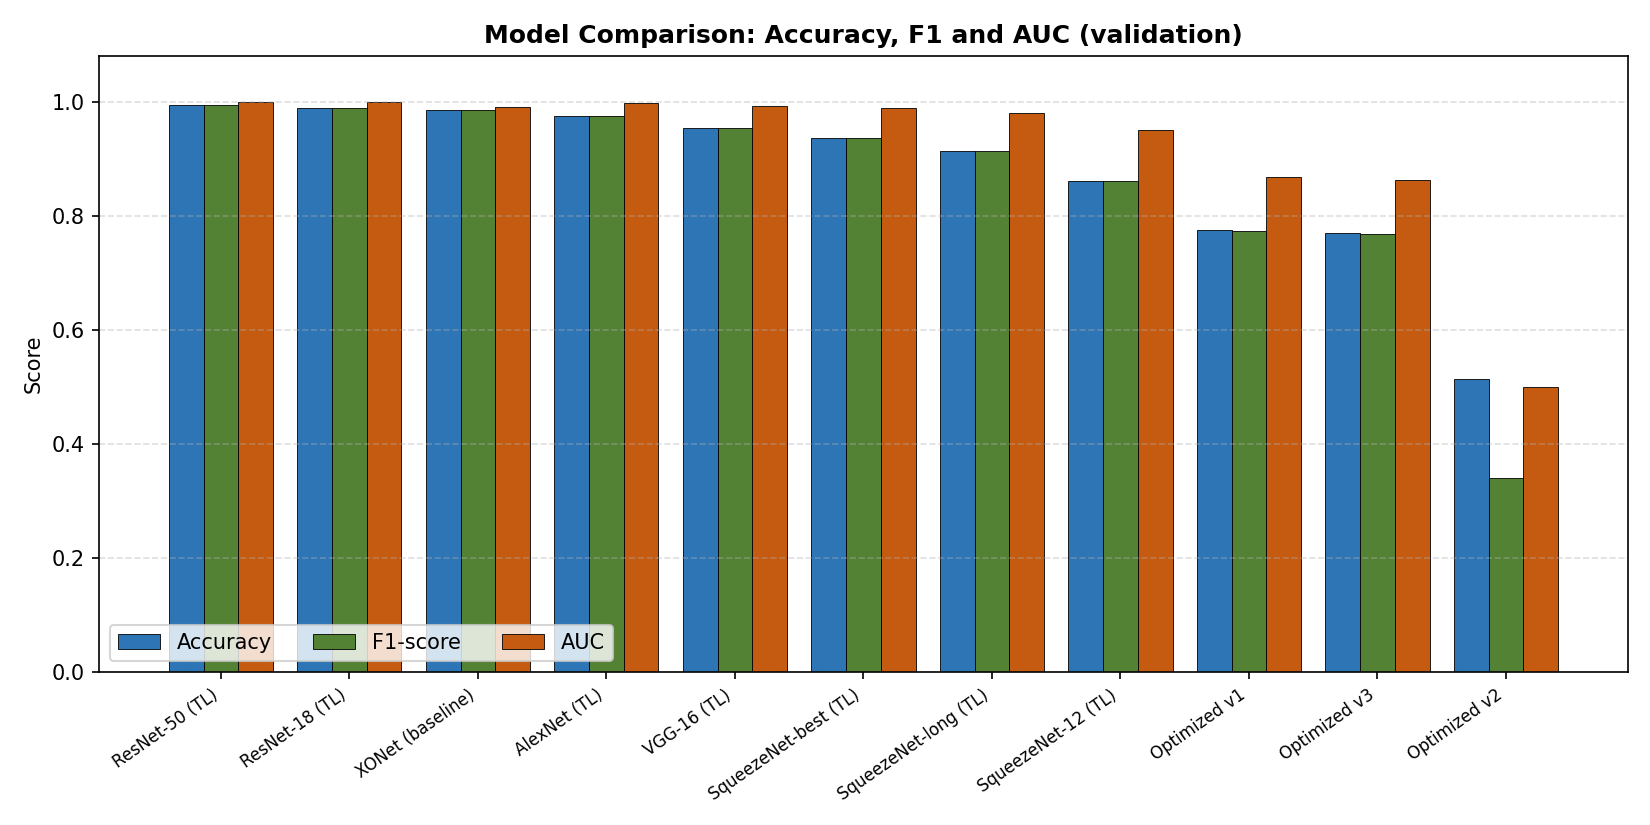 Model Comparison: Accuracy, F1 and AUC (validation)
Score
1.0
0.8
0.6
0.4
0.2
0.0
Accuracy F1-score AUC
ResNet-50 (TL)
ResNet-18 (TL)
XONet (baseline)
AlexNet (TL)
VGG-16 (TL)
SqueezeNet-best (TL)
SqueezeNet-long (TL)
SqueezeNet-12 (TL)
Optimized v1
Optimized v3
Optimized v2